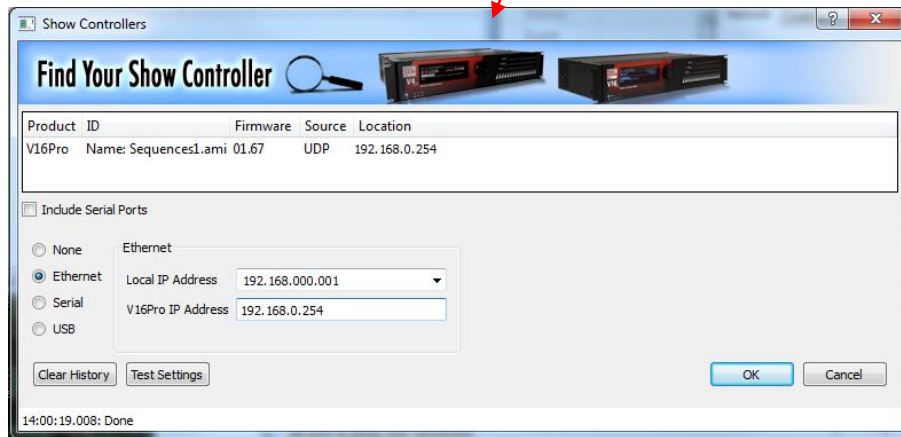 Show Controllers
Find Your Show Controller
V4
V16
Product ID Firmware Source Location
V16Pro Name: Sequences1.ami 01.67 UDP 192.168.0.254
Include Serial Ports
None
Ethernet
Serial
USB
Ethernet
Local IP Address 192.168.000.001
V16Pro IP Address 192.168.0.254
Clear History Test Settings OK Cancel
14:00:19.008: Done